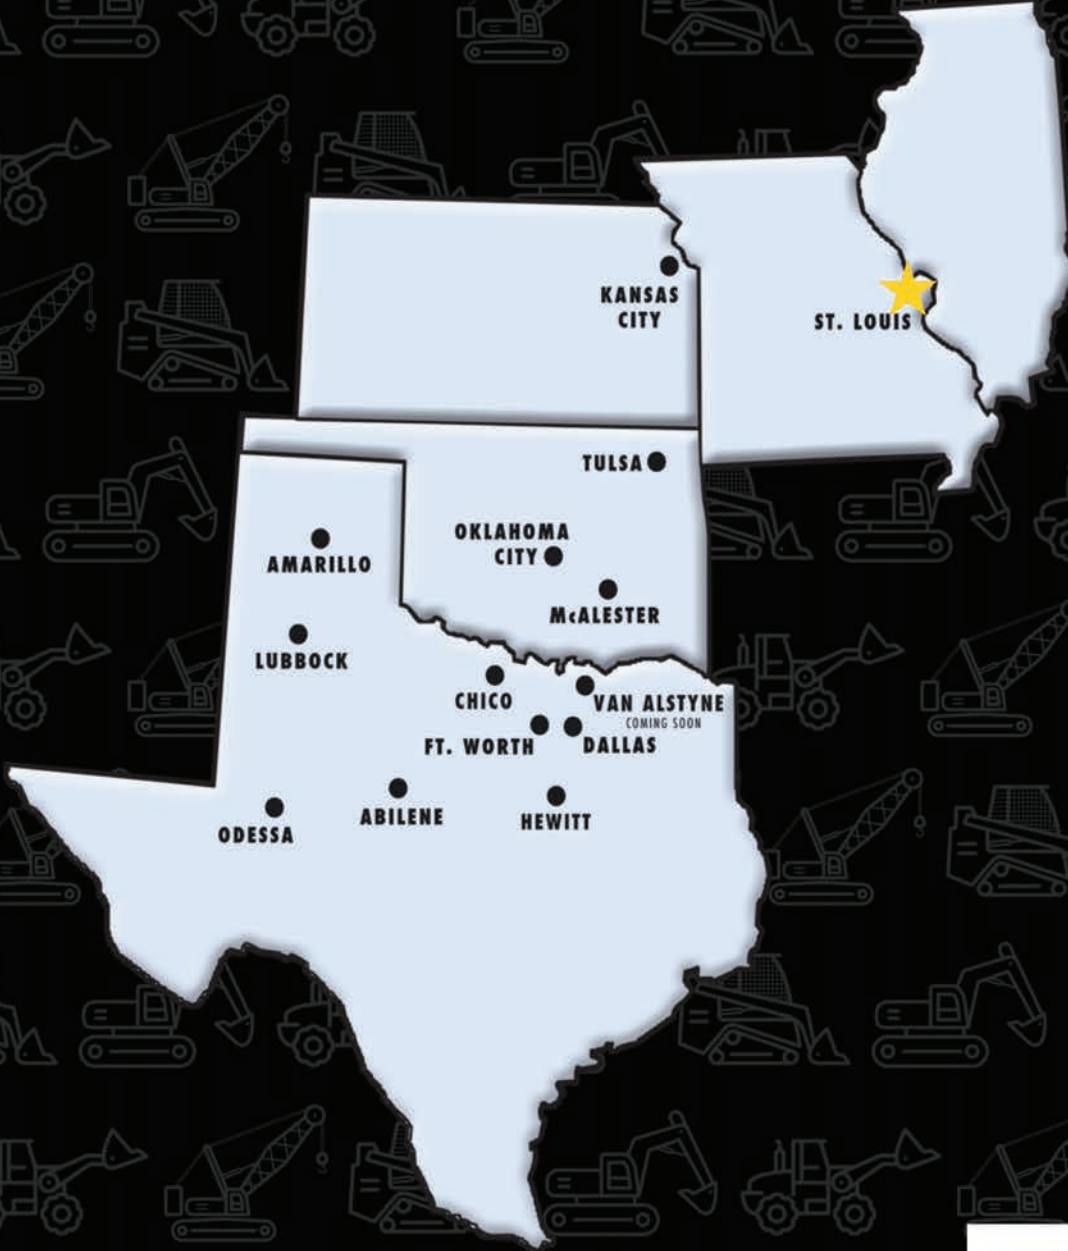 KANSAS
CITY
ST. LOUIS
TULSA
OKLAHOMA
CITY
McALESTER
AMARILLO
LUBBOCK
CHICO
VAN ALSTYNE
COMING SOON
FT. WORTH
DALLAS
ABILENE
HEWITT
ODESSA